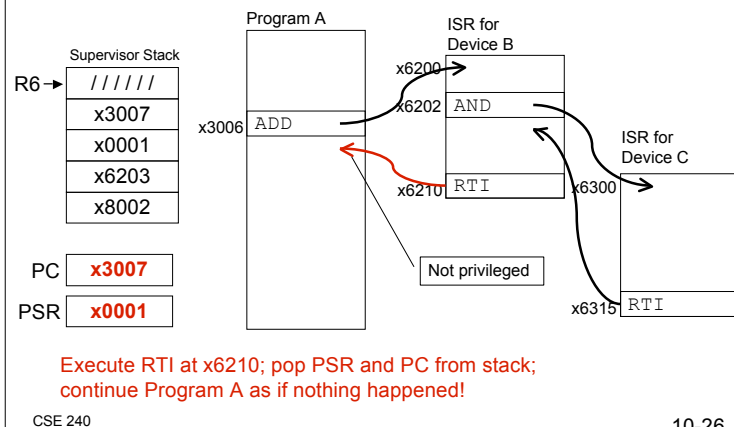 Program A
ISR for
Device B
Supervisor Stack
R6
//////
x3007
x0001
x6203
x8002
PC x3007
PSR x0001
x3006 ADD
x6200
x6202 AND
x6210 RTI
Not privileged
ISR for
Device C
x6300
x6315 RTI
Execute RTI at x6210; pop PSR and PC from stack;
continue Program A as if nothing happened!
CSE 240
10-26